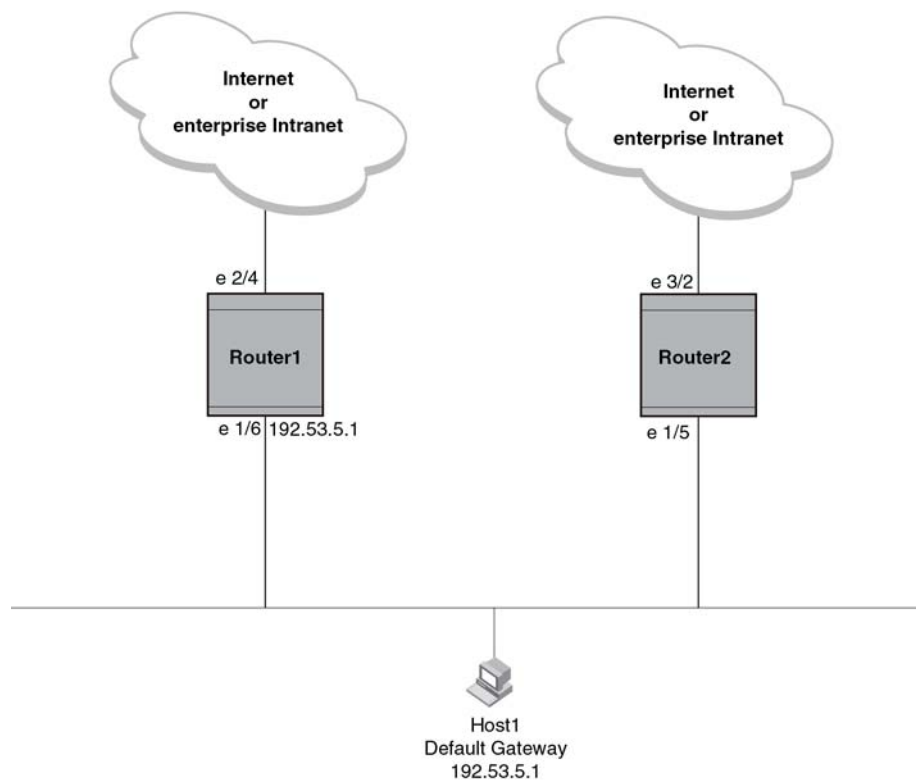 Internet
or
enterprise Intranet
Internet
or
enterprise Intranet
e 2/4
e 3/2
Router1
Router2
e 1/6 192.53.5.1
e 1/5
Host1
Default Gateway
192.53.5.1